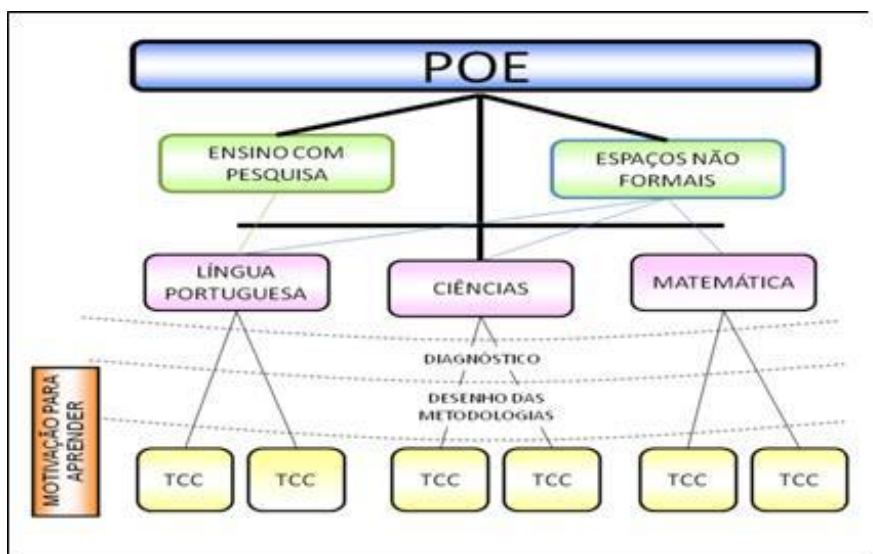 POE
ENSINO COM
PESQUISA
ESPAÇOS NÃO
FORMAIS
LÍNGUA
PORTUGUESA
CIÊNCIAS
MATEMÁTICA
DIAGNÓSTICO
DESENHO DAS
METODOLOGIAS
MOTIVAÇÃO PARA
APRENDER
TCC
TCC
TCC
TCC
TCC
TCC